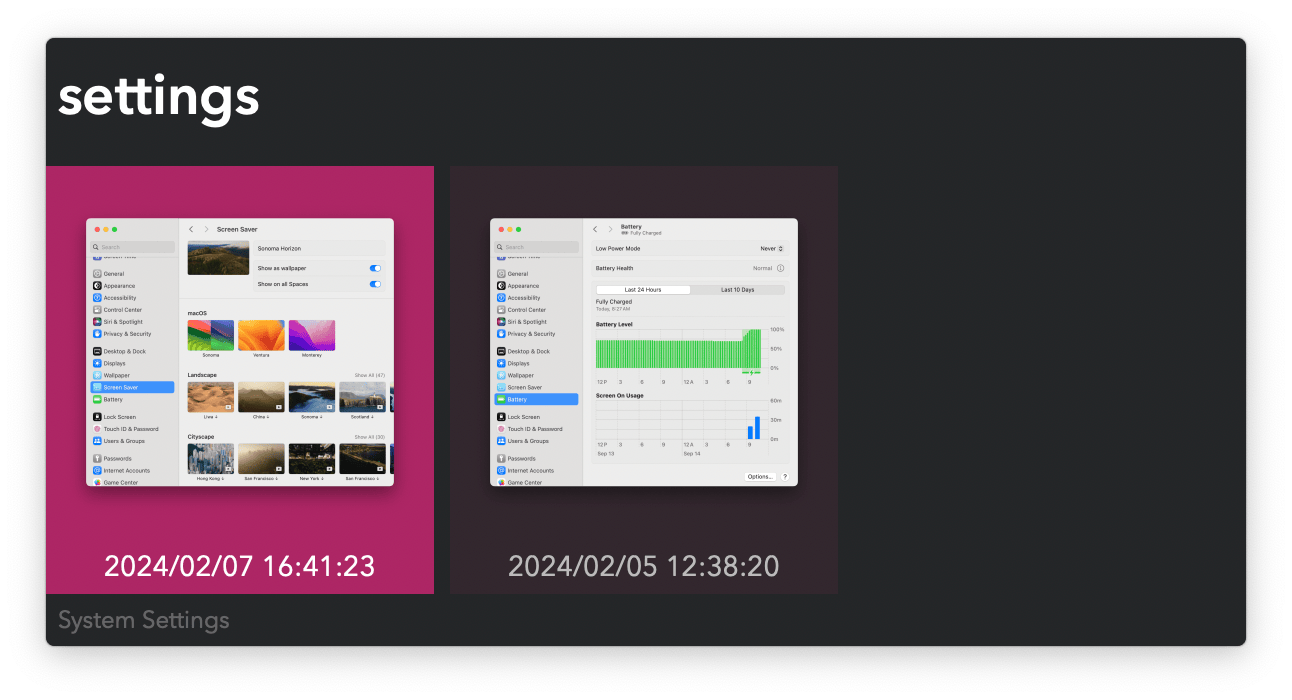 settings
Screen Saver
Search
Sonoma Horizon
Show as wallpaper
Show on all Spaces
General
Appearance
Accessibility
Control Center
Siri & Spotlight
Privacy & Security
Desktop & Dock
Displays
Wallpaper
Screen Saver
Battery
Lock Screen
Touch ID & Password
Users & Groups
Passwords
Internet Accounts
Game Center
macOS
Sonoma Ventura Monterey
Landscape Show All (47)
Liwa ↓ China ↓ Sonoma ↓ Scotland ↓
Cityscape Show All (30)
Hong Kong ↓ San Francisco ↓ New York ↓ San Francisco ↓
2024/02/07 16:41:23
Battery
Fully Charged
Search
General
Appearance
Accessibility
Control Center
Siri & Spotlight
Privacy & Security
Desktop & Dock
Displays
Wallpaper
Screen Saver
Battery
Lock Screen
Touch ID & Password
Users & Groups
Passwords
Internet Accounts
Game Center
Low Power Mode Never
Battery Health Normal
Last 24 Hours Last 10 Days
Fully Charged
Today, 9:27 AM
Battery Level
100%
50%
0%
12 P 3 6 9 12 A 3 6 9
Screen On Usage
60m
30m
0m
12 P 3 6 9 12 A 3 6 9
Sep 13 Sep 14
Options... ?
2024/02/05 12:38:20
System Settings